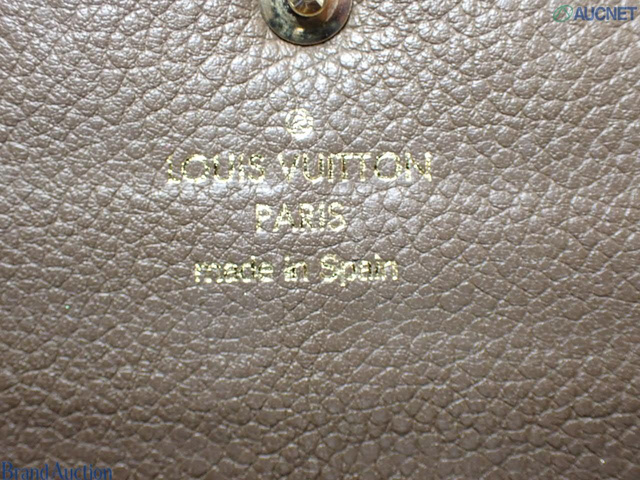 AUCNET
LOUIS VUITTON
PARIS
made in Spain
Brand Auction